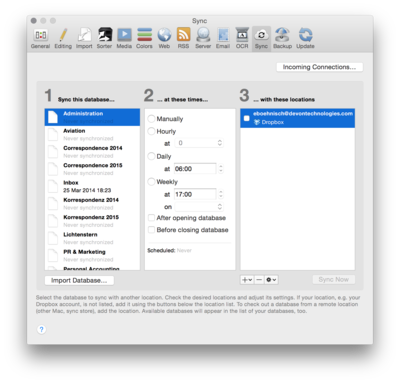 Sync
General
Editing
Import
Sorter
Media
Colors
Web
RSS
Server
Email
OCR
Sync
Backup
Update
Incoming Connections...
1 Sync this database...
Administration
Never synchronized
Aviation
Never synchronized
Correspondence 2014
Never synchronized
Correspondence 2015
Never synchronized
Inbox
25 Mar 2014 18:23
Korrespondenz 2014
Never synchronized
Korrespondenz 2015
Never synchronized
Lichtenstern
Never synchronized
PR & Marketing
Never synchronized
Personal Accounting
Import Database...
2 ... at these times...
Manually
Hourly
at 0
Daily
at 06:00
Weekly
at 17:00
on
After opening database
Before closing database
Scheduled: Never
3 ... with these locations
eboehnisch@devontechnologies.com
Dropbox
Sync Now
Select the database to sync with another location. Check the desired locations and adjust its settings. If your location, e.g. your
Dropbox account, is not listed, add it using the buttons below the location list. To check out a database from a remote location
(other Mac, sync store), add the location. Available databases will appear in the list of your databases, too.
?